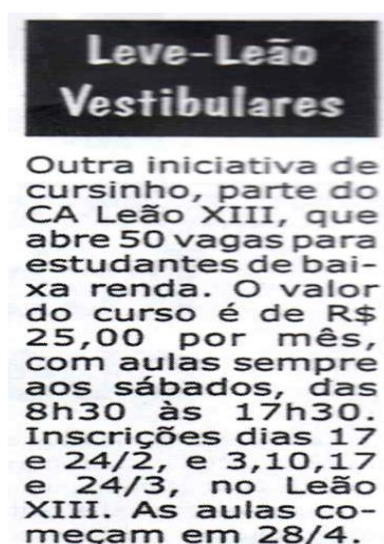 Leve-Leão
Vestibulares
Outra iniciativa de
cursinho, parte do
CA Leão XIII, que
abre 50 vagas para
estudantes de bai-
xa renda. O valor
do curso é de R$
25,00 por mês,
com aulas sempre
aos sábados, das
8h30 às 17h30.
Inscrições dias 17
e 24/2, e 3,10,17
e 24/3, no Leão
XIII. As aulas co-
meçam em 28/4.